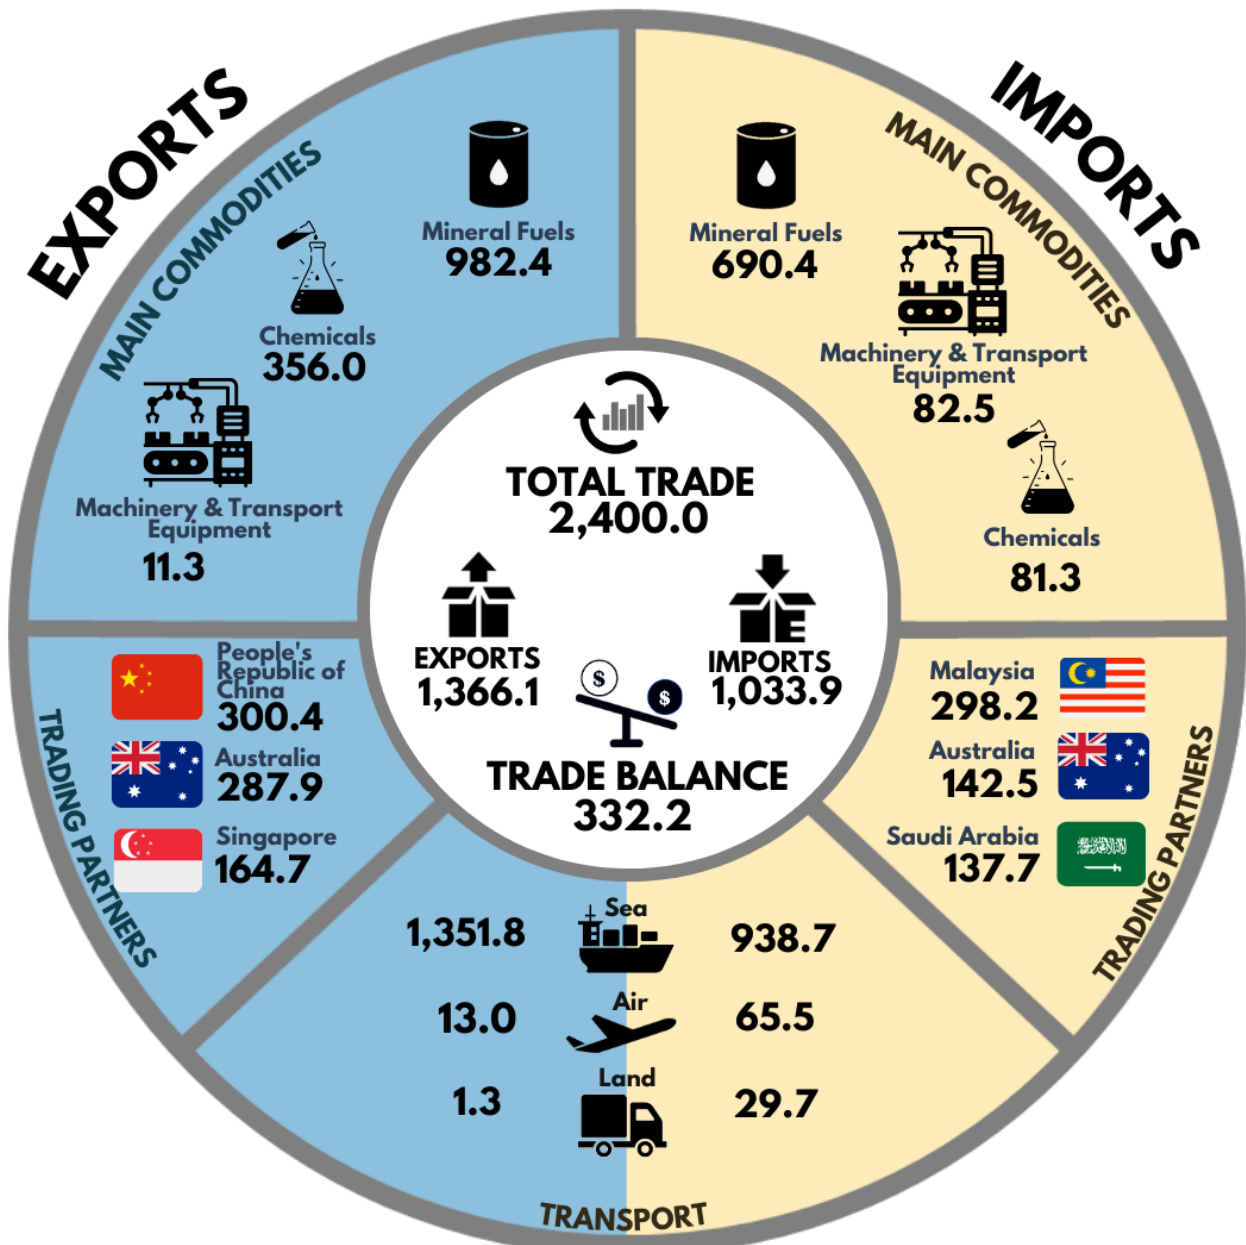 EXPORTS
MAIN COMMODITIES
Mineral Fuels
982.4
Chemicals
356.0
Machinery & Transport
Equipment
11.3
IMPORTS
MAIN COMMODITIES
Mineral Fuels
690.4
Machinery & Transport
Equipment
82.5
Chemicals
81.3
TOTAL TRADE
2,400.0
EXPORTS
1,366.1
IMPORTS
1,033.9
$
$
TRADE BALANCE
332.2
TRADING PARTNERS
People's
Republic of
China
300.4
Australia
287.9
Singapore
164.7
TRADING PARTNERS
Malaysia
298.2
Australia
142.5
Saudi Arabia
137.7
Sea
1,351.8 938.7
Air
13.0 65.5
Land
1.3 29.7
TRANSPORT